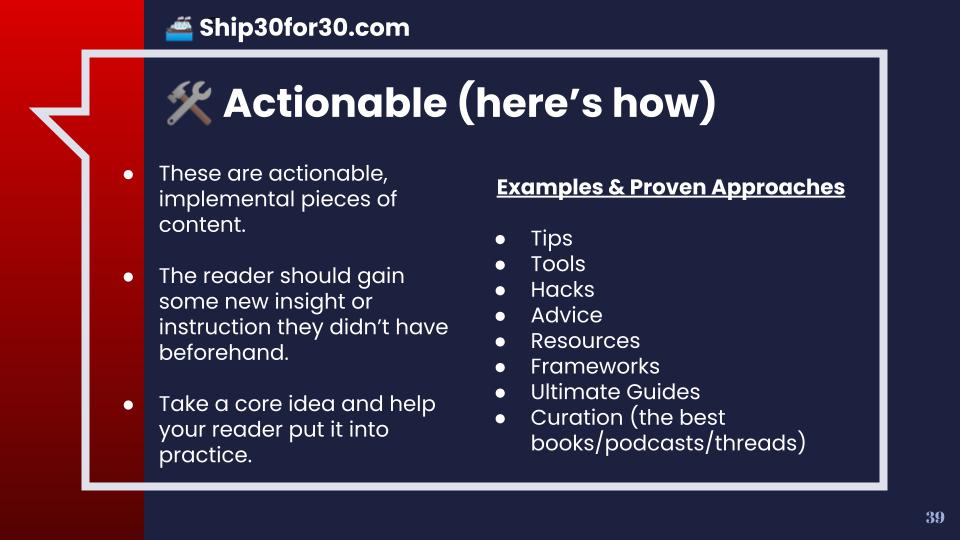 Ship30for30.com
Actionable (here’s how)
● These are actionable,
implemental pieces of
content.
● The reader should gain
some new insight or
instruction they didn’t have
beforehand.
● Take a core idea and help
your reader put it into
practice.
Examples & Proven Approaches
● Tips
● Tools
● Hacks
● Advice
● Resources
● Frameworks
● Ultimate Guides
● Curation (the best
books/podcasts/threads)
39